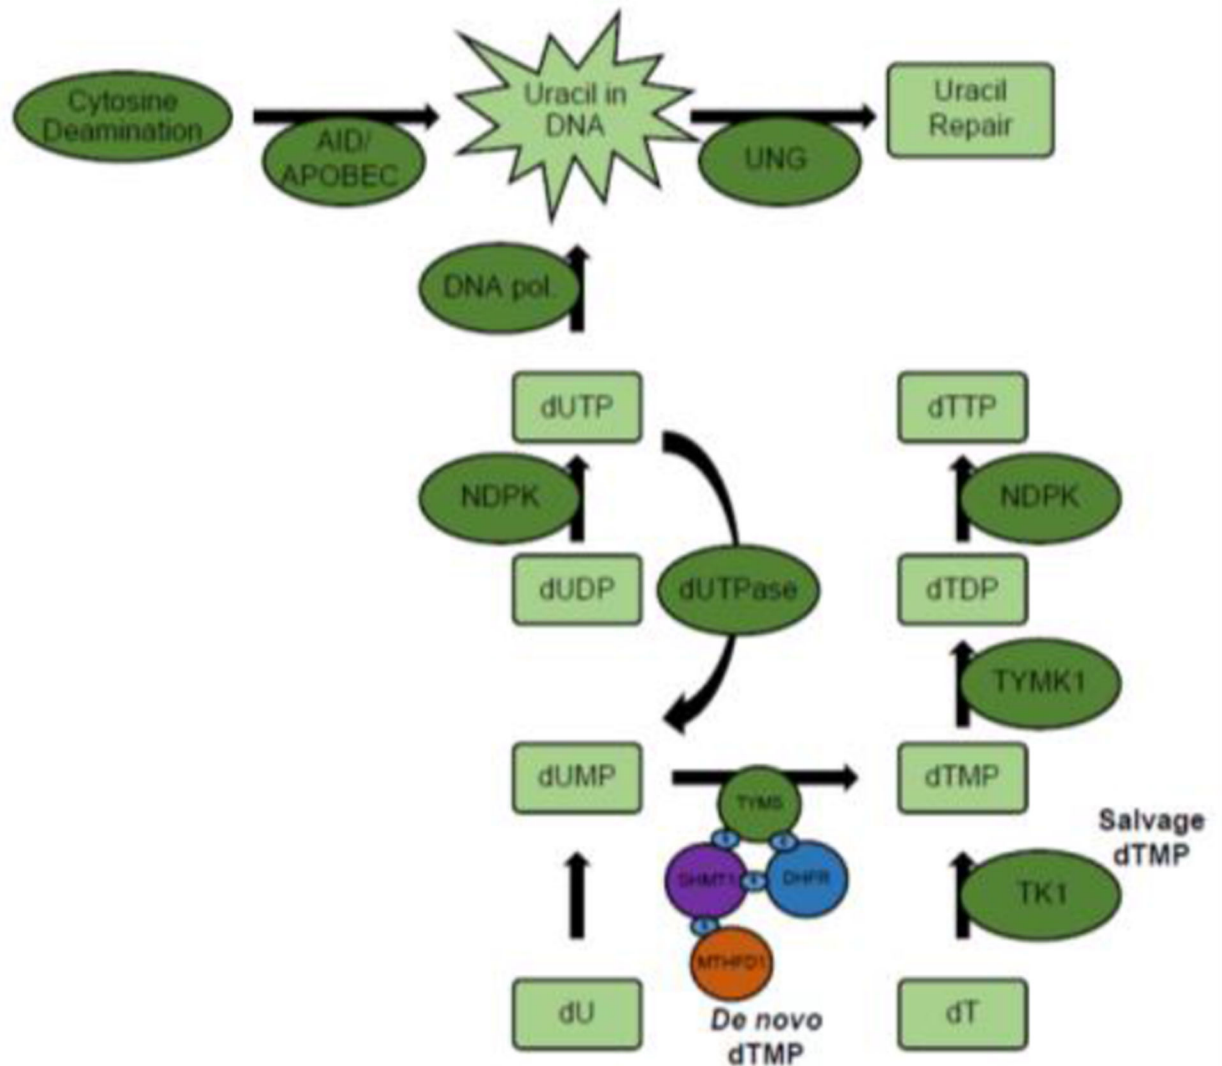 Cytosine
Deamination
AID/
APOBEC
Uracil in
DNA
UNG
Uracil
Repair
DNA pol.
dUTP
dTTP
NDPK
NDPK
dUDP
dUTPase
dTDP
TYMK1
dUMP
TYMS
dTMP
Salvage
dTMP
SHMT1
DHFR
TK1
MTHFD1
dU
De novo
dTMP
dT